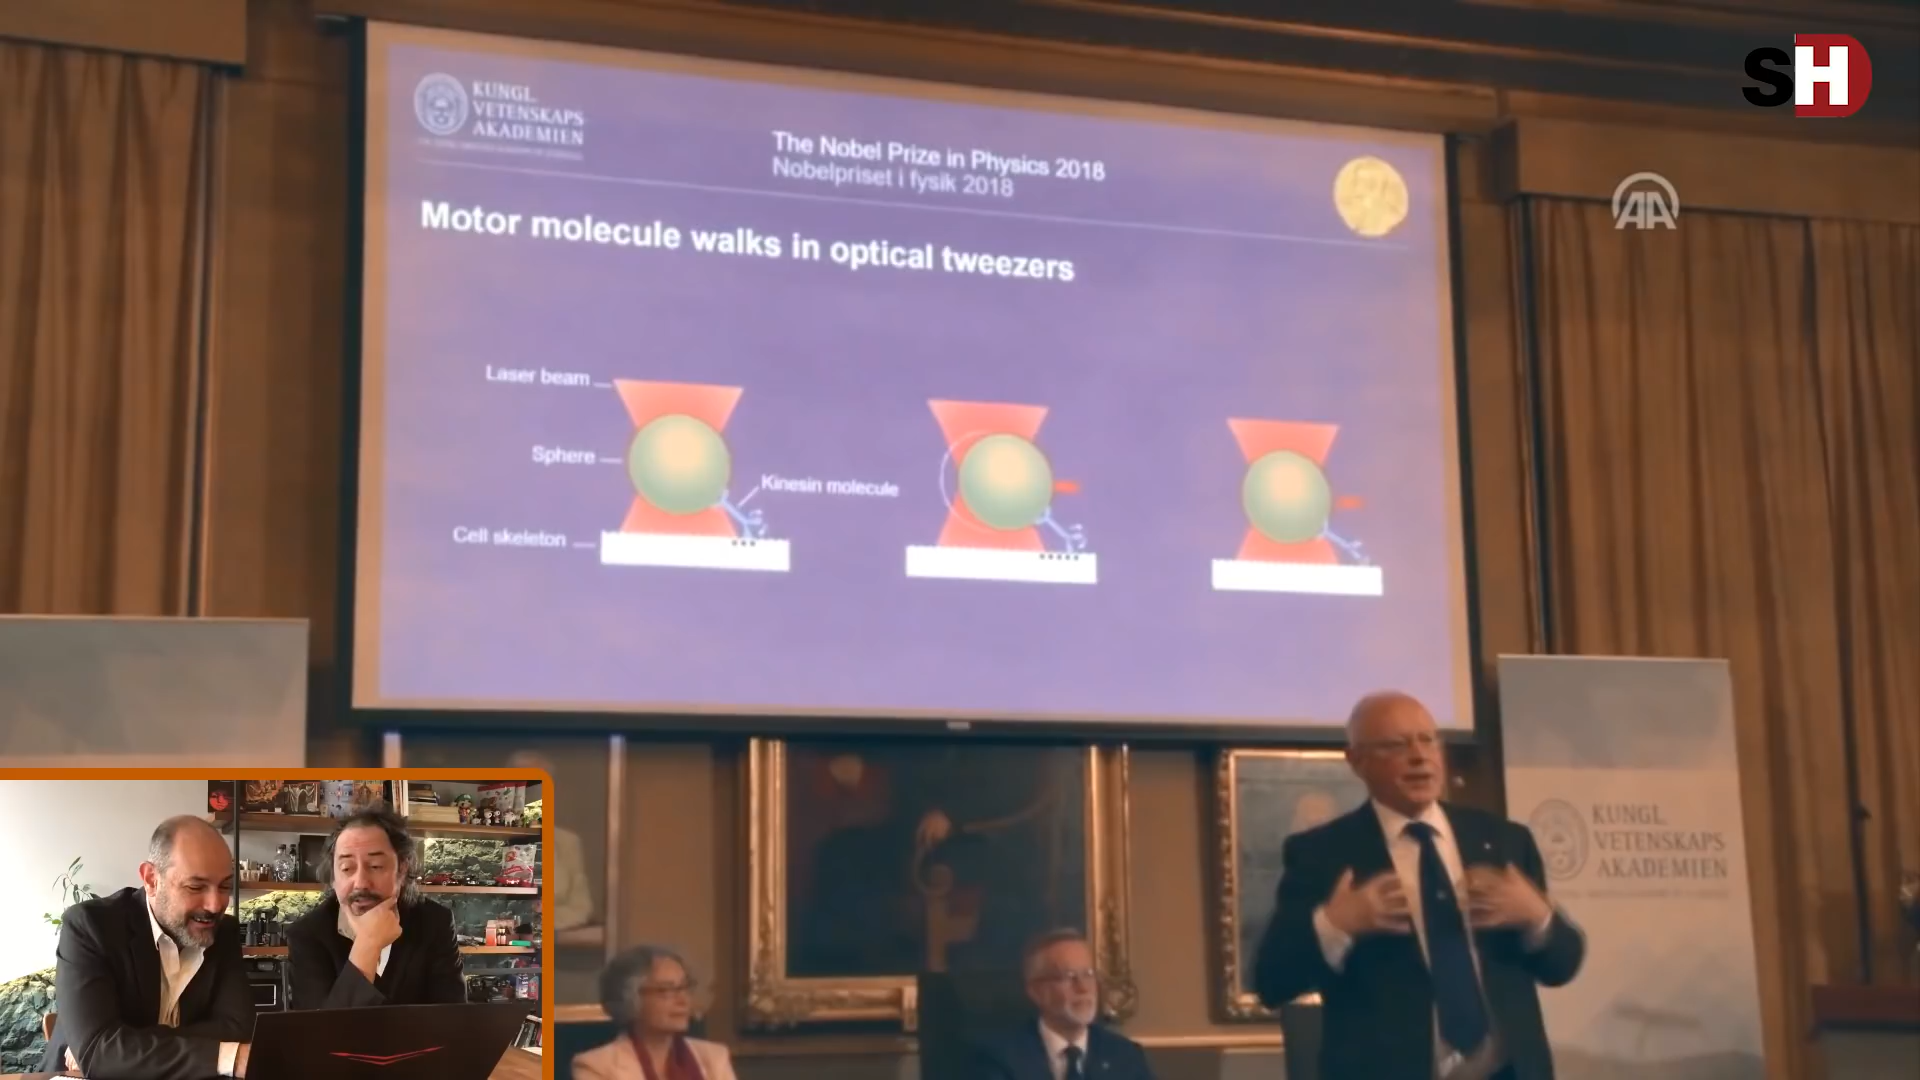 KUNGL.
VETENSKAPS
AKADEMIEN
The Nobel Prize in Physics 2018
Nobelpriset i fysik 2018
Motor molecule walks in optical tweezers
Laser beam
Sphere
Kinesin molecule
Cell skeleton
SH
AA
KUNGL.
VETENSKAPS
AKADEMIEN